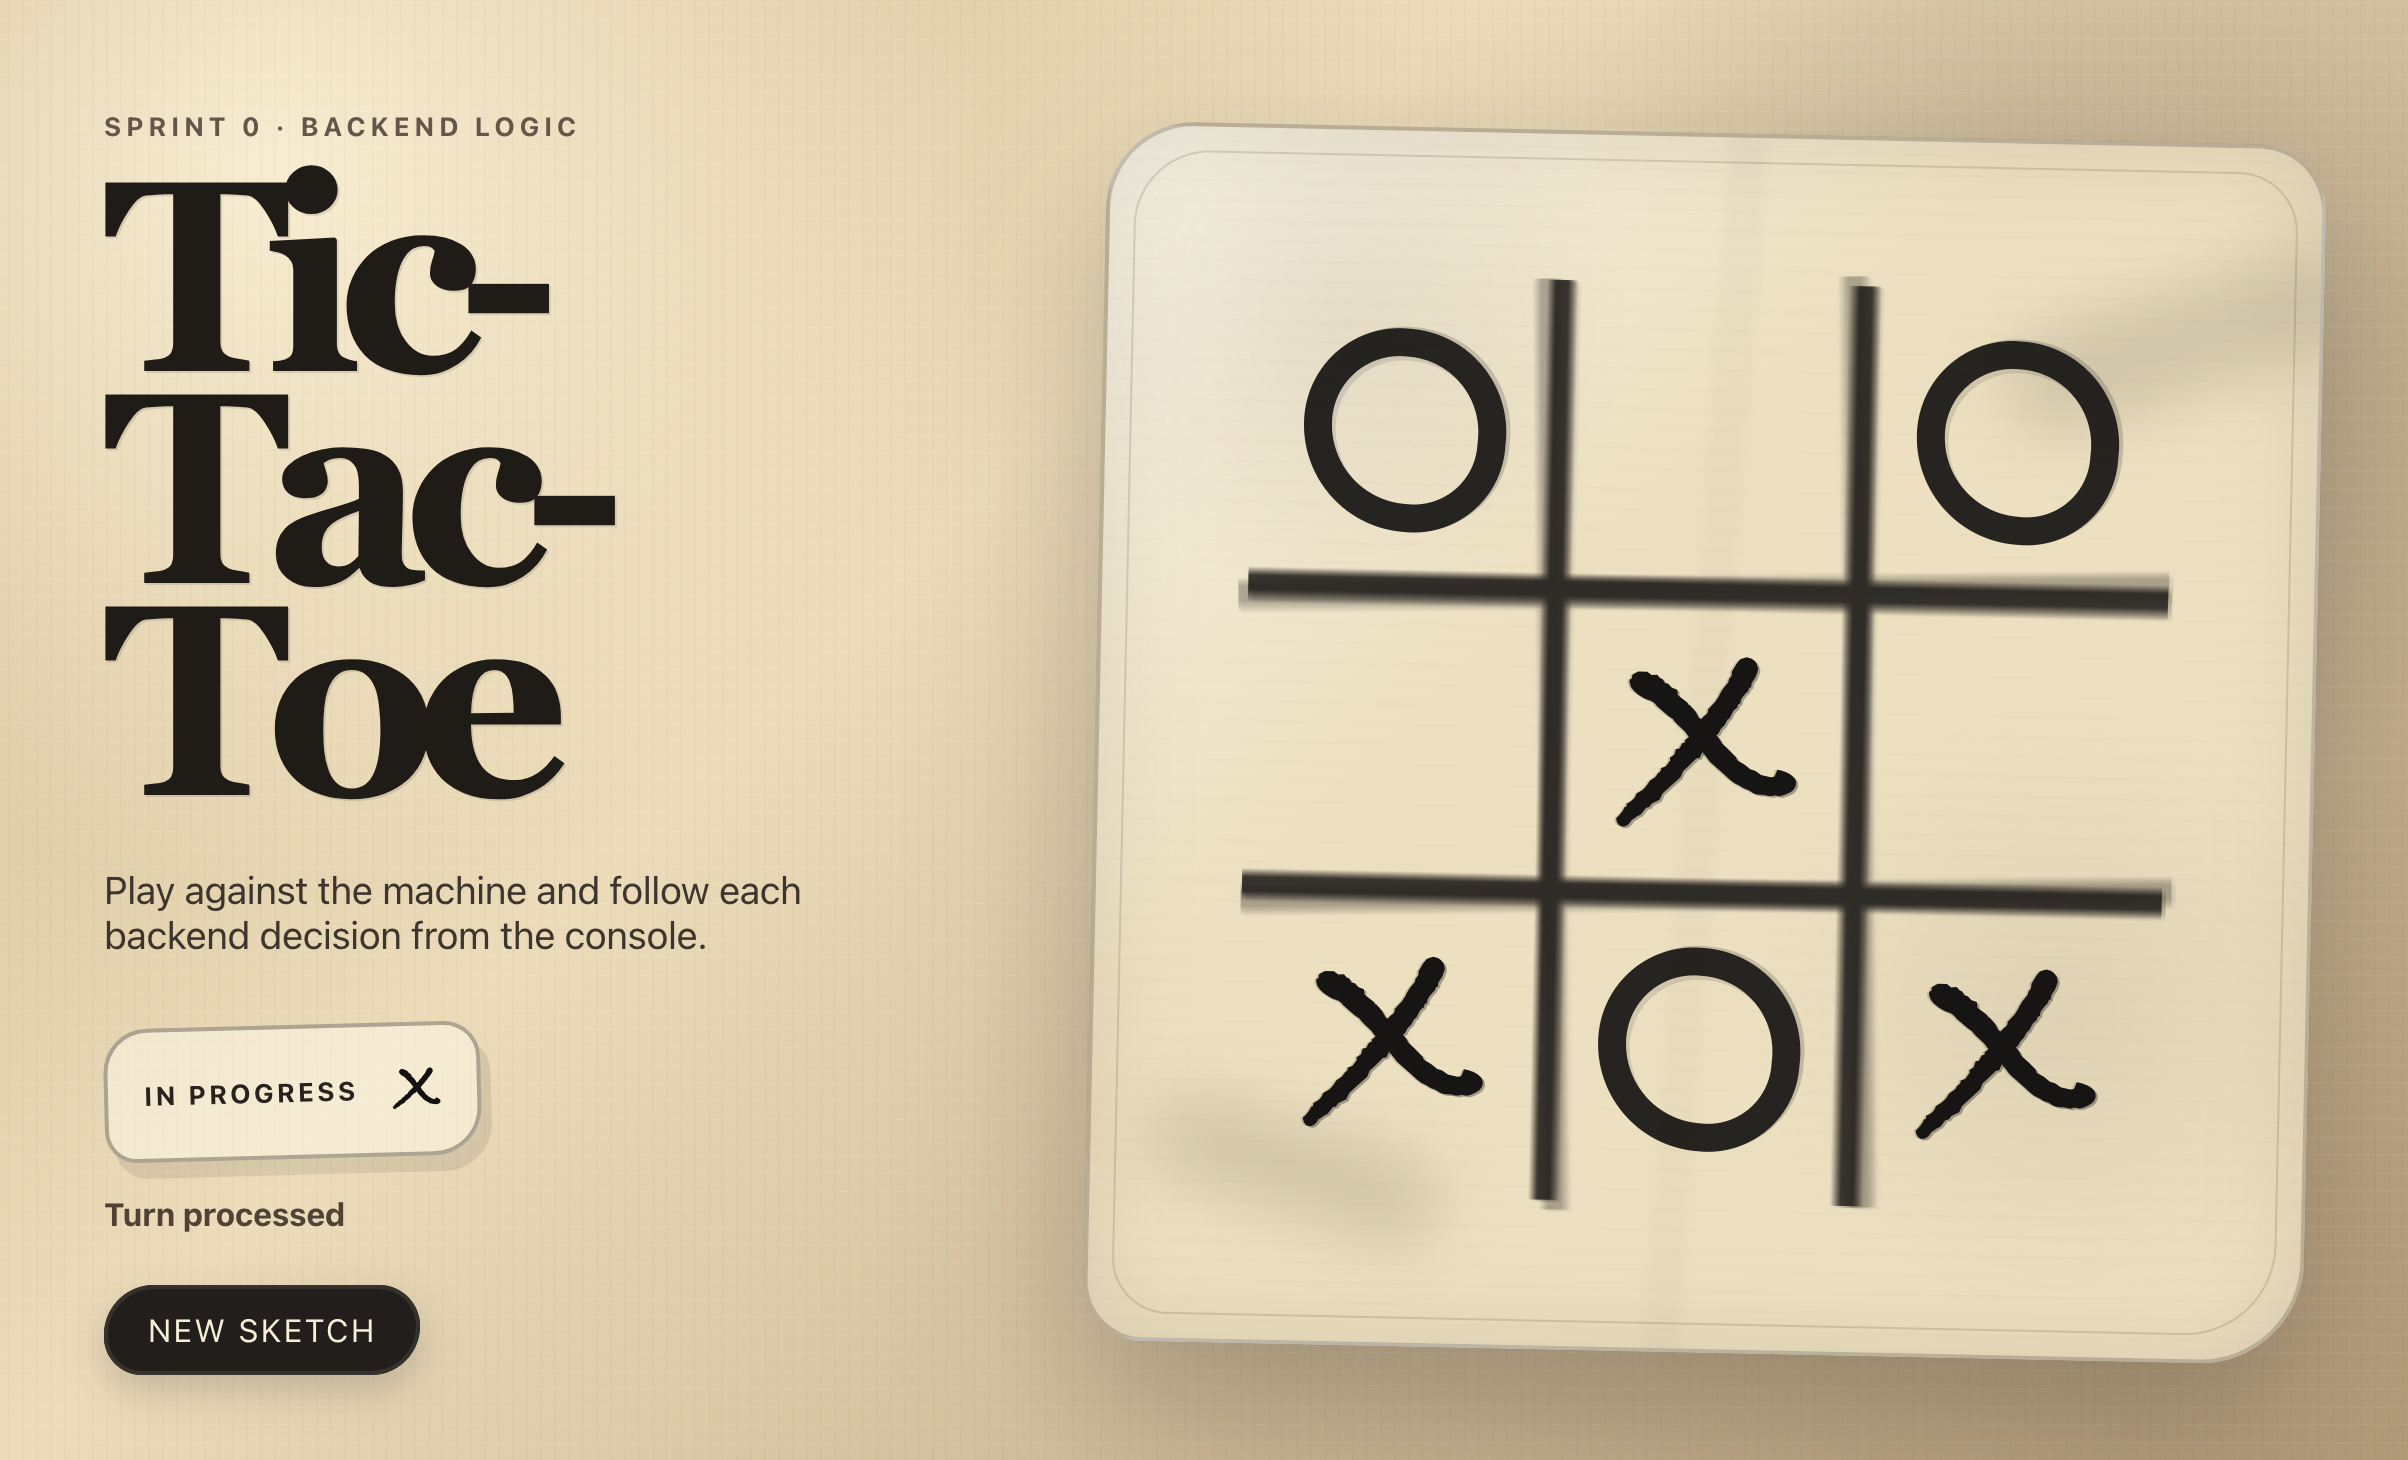 SPRINT 0 · BACKEND LOGIC
Tic-
Tac-
Toe
Play against the machine and follow each
backend decision from the console.
IN PROGRESS X
Turn processed
NEW SKETCH
O O
X
X O X